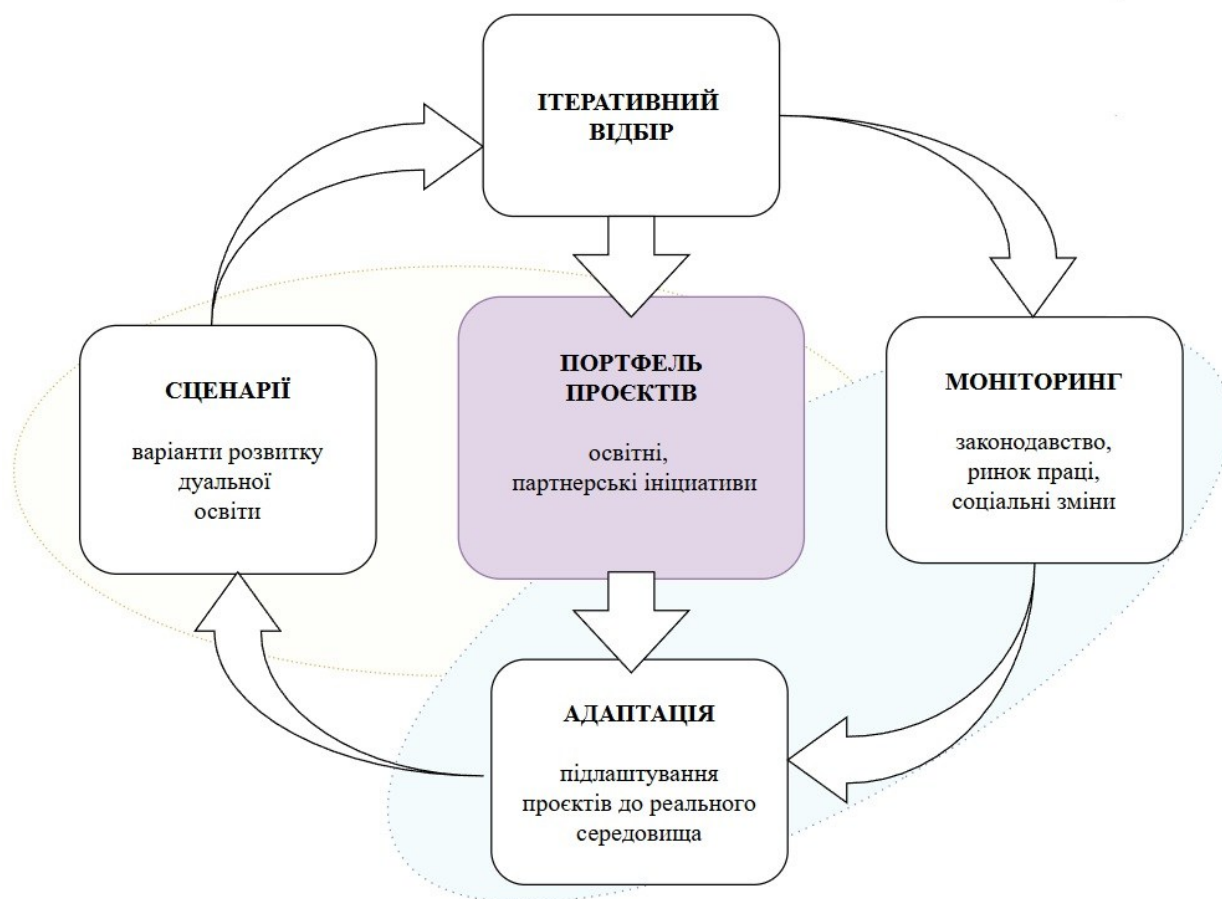 ІТЕРАТИВНИЙ
ВІДБІР
СЦЕНАРІЇ
варіанти розвитку
дуальної
освіти
ПОРТФЕЛЬ
ПРОЄКТІВ
освітні,
партнерські ініциативи
МОНІТОРИНГ
законодавство,
ринок праці,
соціальні зміни
АДАПТАЦІЯ
підлаштування
проєктів до реального
середовища